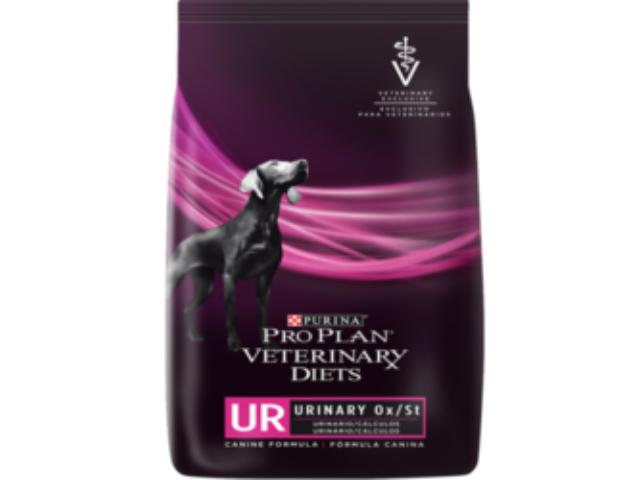 VETERINARY
EXCLUSIVE
EXCLUSIVO
PARA VETERINARIOS
PURINA
PRO PLAN
VETERINARY
DIETS
UR
URINARY Ox/St
URINARIO/CALCULOS
URINARIO/CALCULOS
CANINE FORMULA | FÓRMULA CANINA